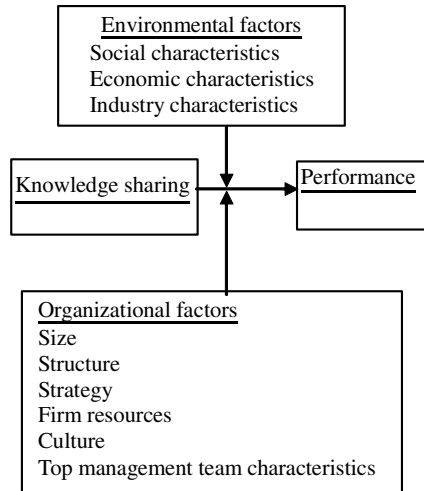 Environmental factors
Social characteristics
Economic characteristics
Industry characteristics
Knowledge sharing
Performance
Organizational factors
Size
Structure
Strategy
Firm resources
Culture
Top management team characteristics